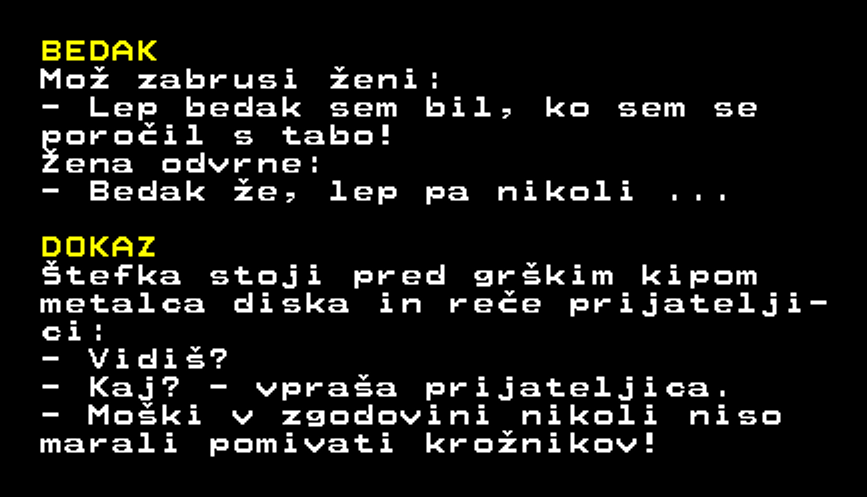 BEDAK
Mož zabrusi ženi:
- Lep bedak sem bil, ko sem se
poročil s tabo!
Žena odvrne:
- Bedak že, lep pa nikoli ...
DOKAZ
Štefka stoji pred grškim kipom
metalca diska in reče prijatelji-
ci:
- Vidiš?
- Kaj? - vpraša prijateljica.
- Moški v zgodovini nikoli niso
marali pomivati krožnikov!